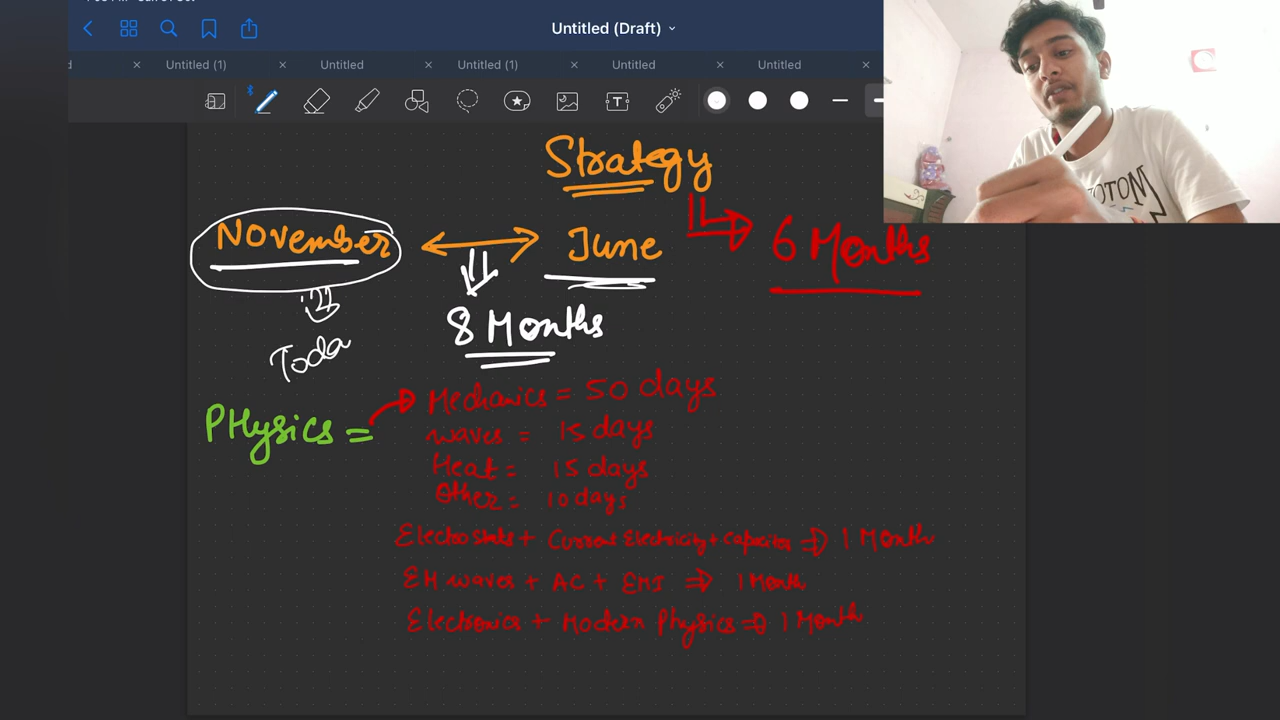 Untitled (Draft)
d
Untitled (1)
Untitled
Untitled (1)
Untitled
Untitled
T
Strategy
November
June
6 Months
8 Months
Toda
PHysics =
Mechanics = 50 days
waves = 15 days
Heat = 15 days
Other = 10 days
Electrostats + Current Electricity + Capacitor ⇒ 1 Month
EM waves + AC + EMI ⇒ 1 Month
Electronics + Modern Physics ⇒ 1 Month